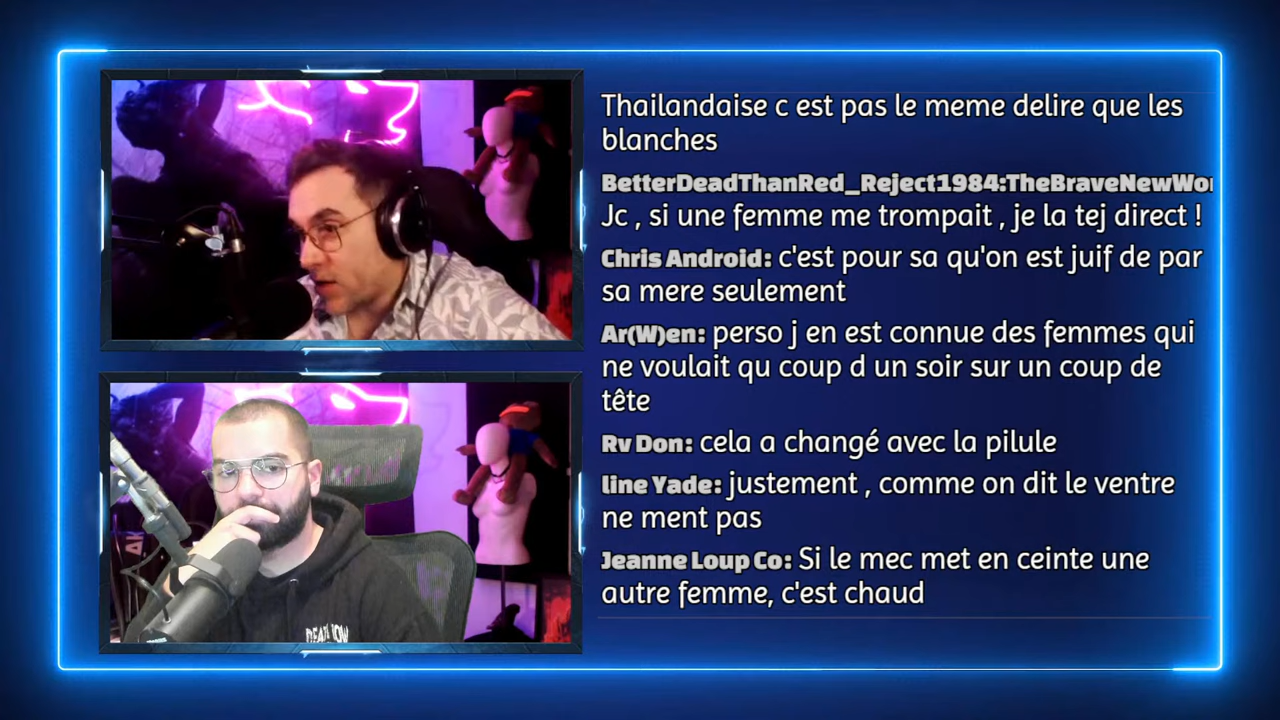 Thailandaise c est pas le meme delire que les
blanches
BetterDeadThanRed_Reject1984:TheBraveNewWo
Jc , si une femme me trompait , je la tej direct !
Chris Android: c'est pour sa qu'on est juif de par
sa mere seulement
Ar(W)en: perso j en est connue des femmes qui
ne voulait qu coup d un soir sur un coup de
tête
Rv Don: cela a changé avec la pilule
line Yade: justement , comme on dit le ventre
ne ment pas
Jeanne Loup Co: Si le mec met en ceinte une
autre femme, c'est chaud